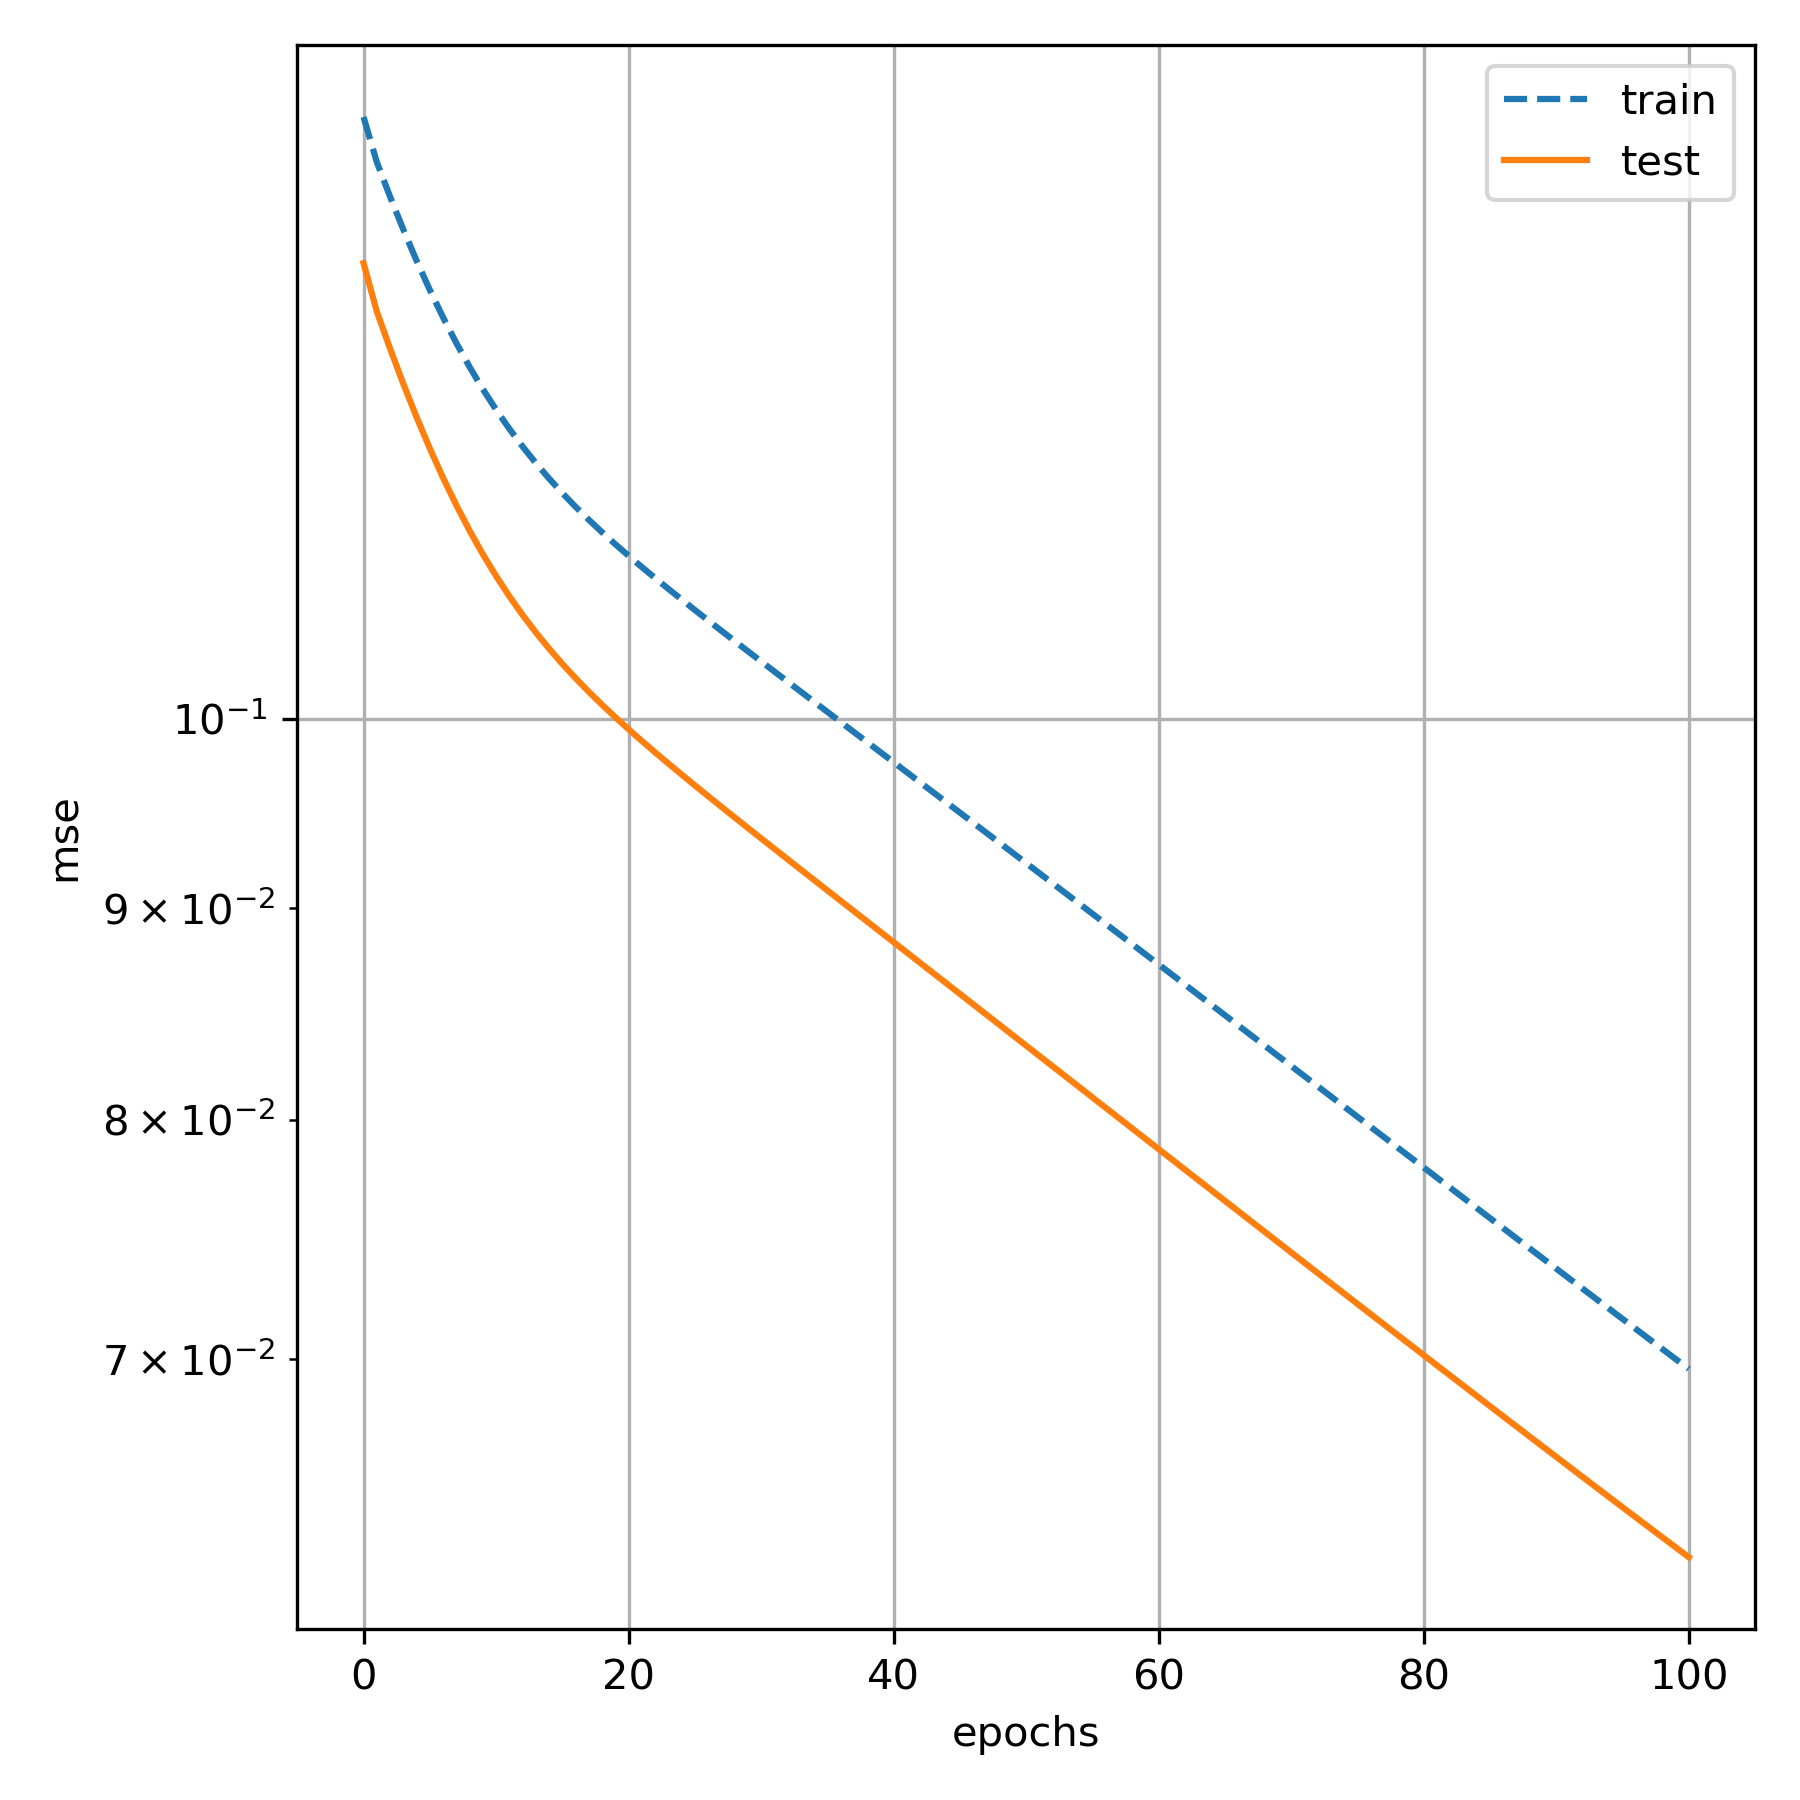 train
test
10⁻¹
9 × 10⁻²
8 × 10⁻²
7 × 10⁻²
mse
0 20 40 60 80 100
epochs